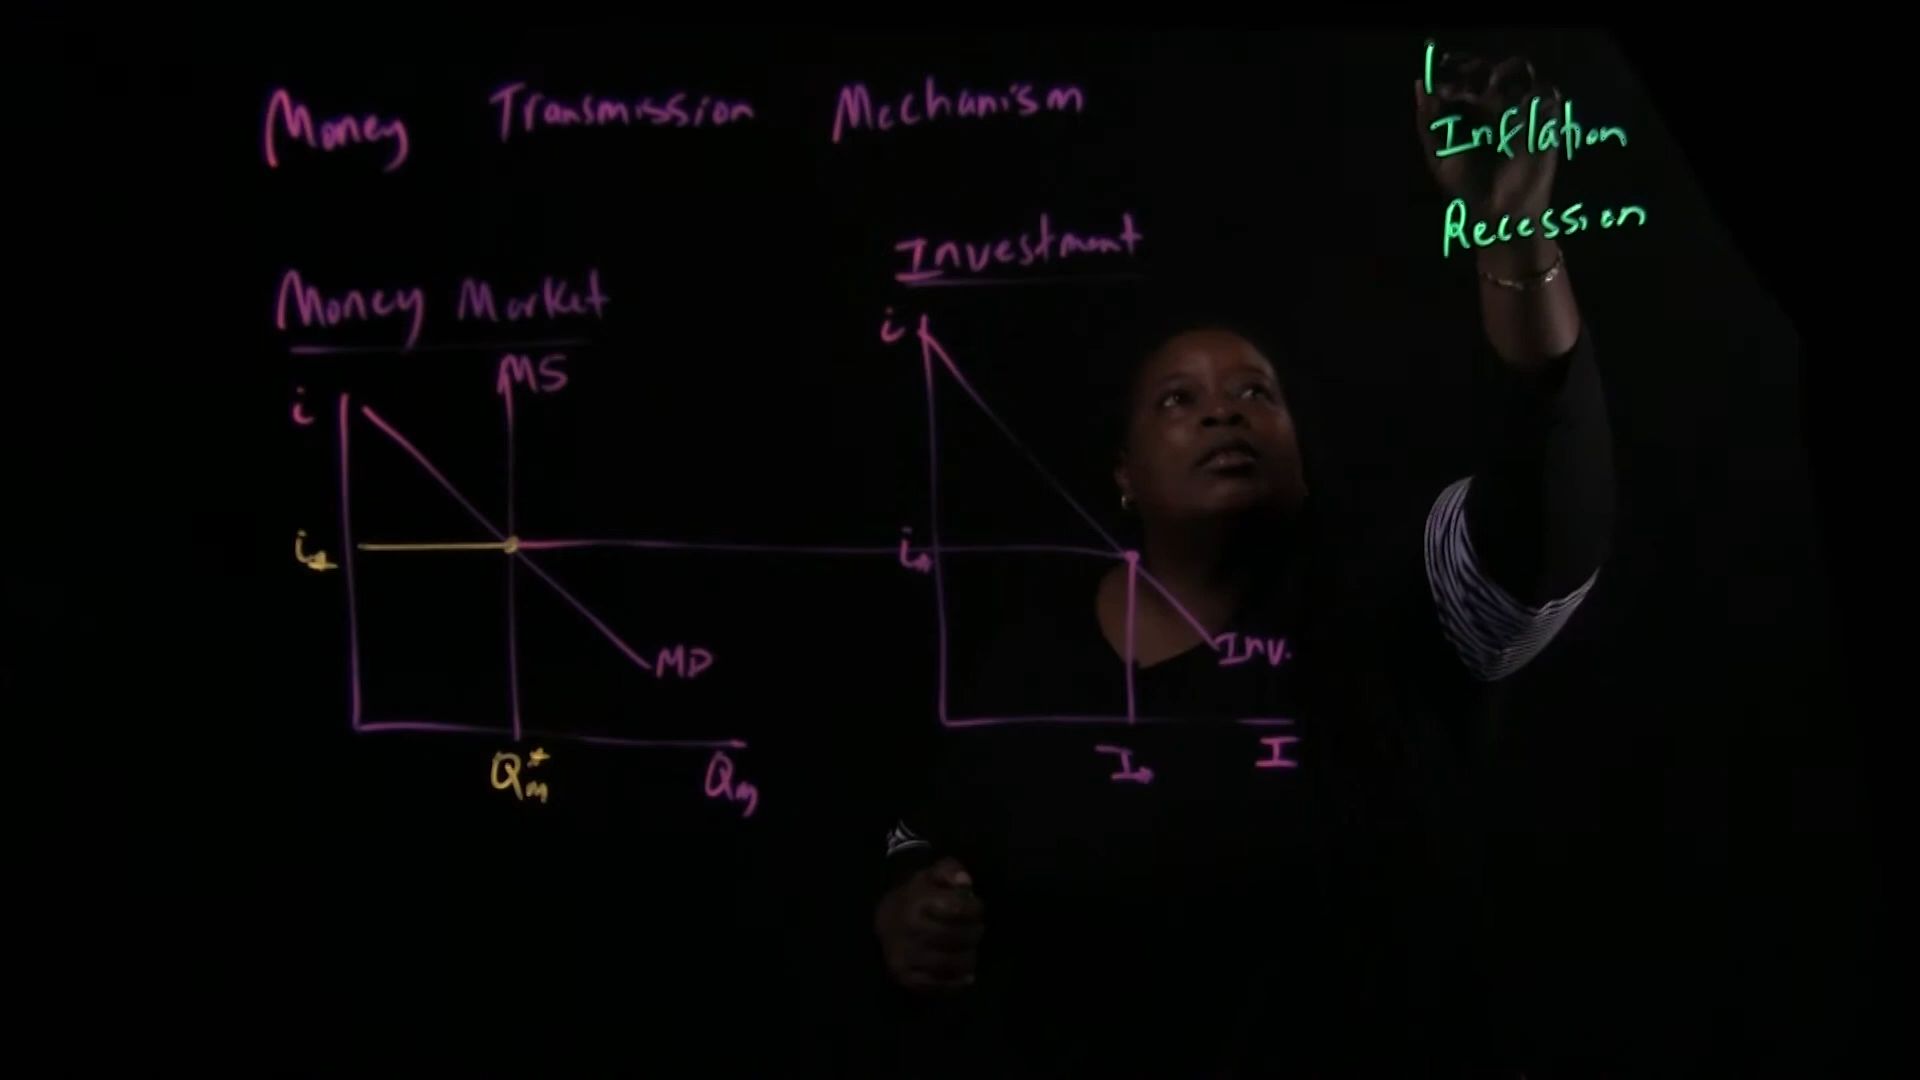 Money Transmission Mechanism
Inflation
Recession
Investment
Money Market
i
MS
i
i*
i*
MD
Inv.
Q*m
Qm
I*
I